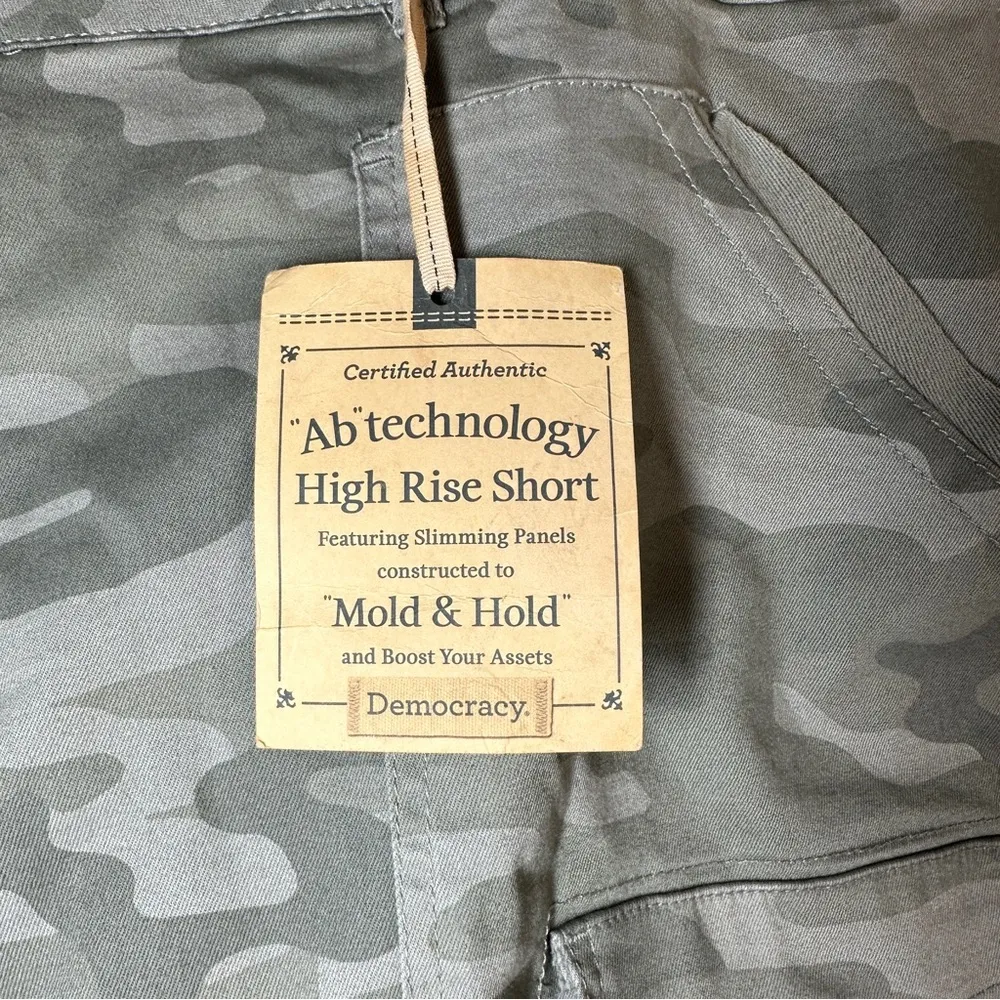 Certified Authentic
"Ab"technology
High Rise Short
Featuring Slimming Panels
constructed to
"Mold & Hold"
and Boost Your Assets
Democracy